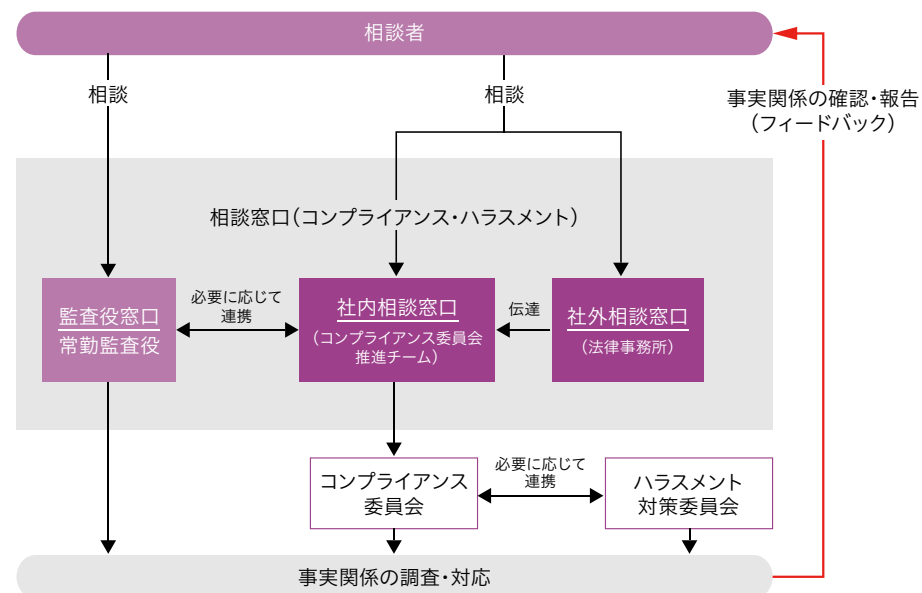 相談者
相談
相談
事実関係の確認・報告
(フィードバック)
相談窓口(コンプライアンス・ハラスメント)
監査役窓口
常勤監査役
必要に応じて
連携
社内相談窓口
(コンプライアンス委員会
推進チーム)
伝達
社外相談窓口
(法律事務所)
コンプライアンス
委員会
必要に応じて
連携
ハラスメント
対策委員会
事実関係の調査・対応